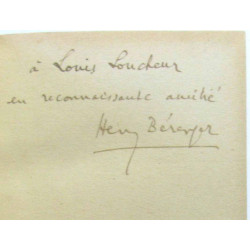 à Louis Loucheur
en reconnaissante amitié
Henry Bérenger